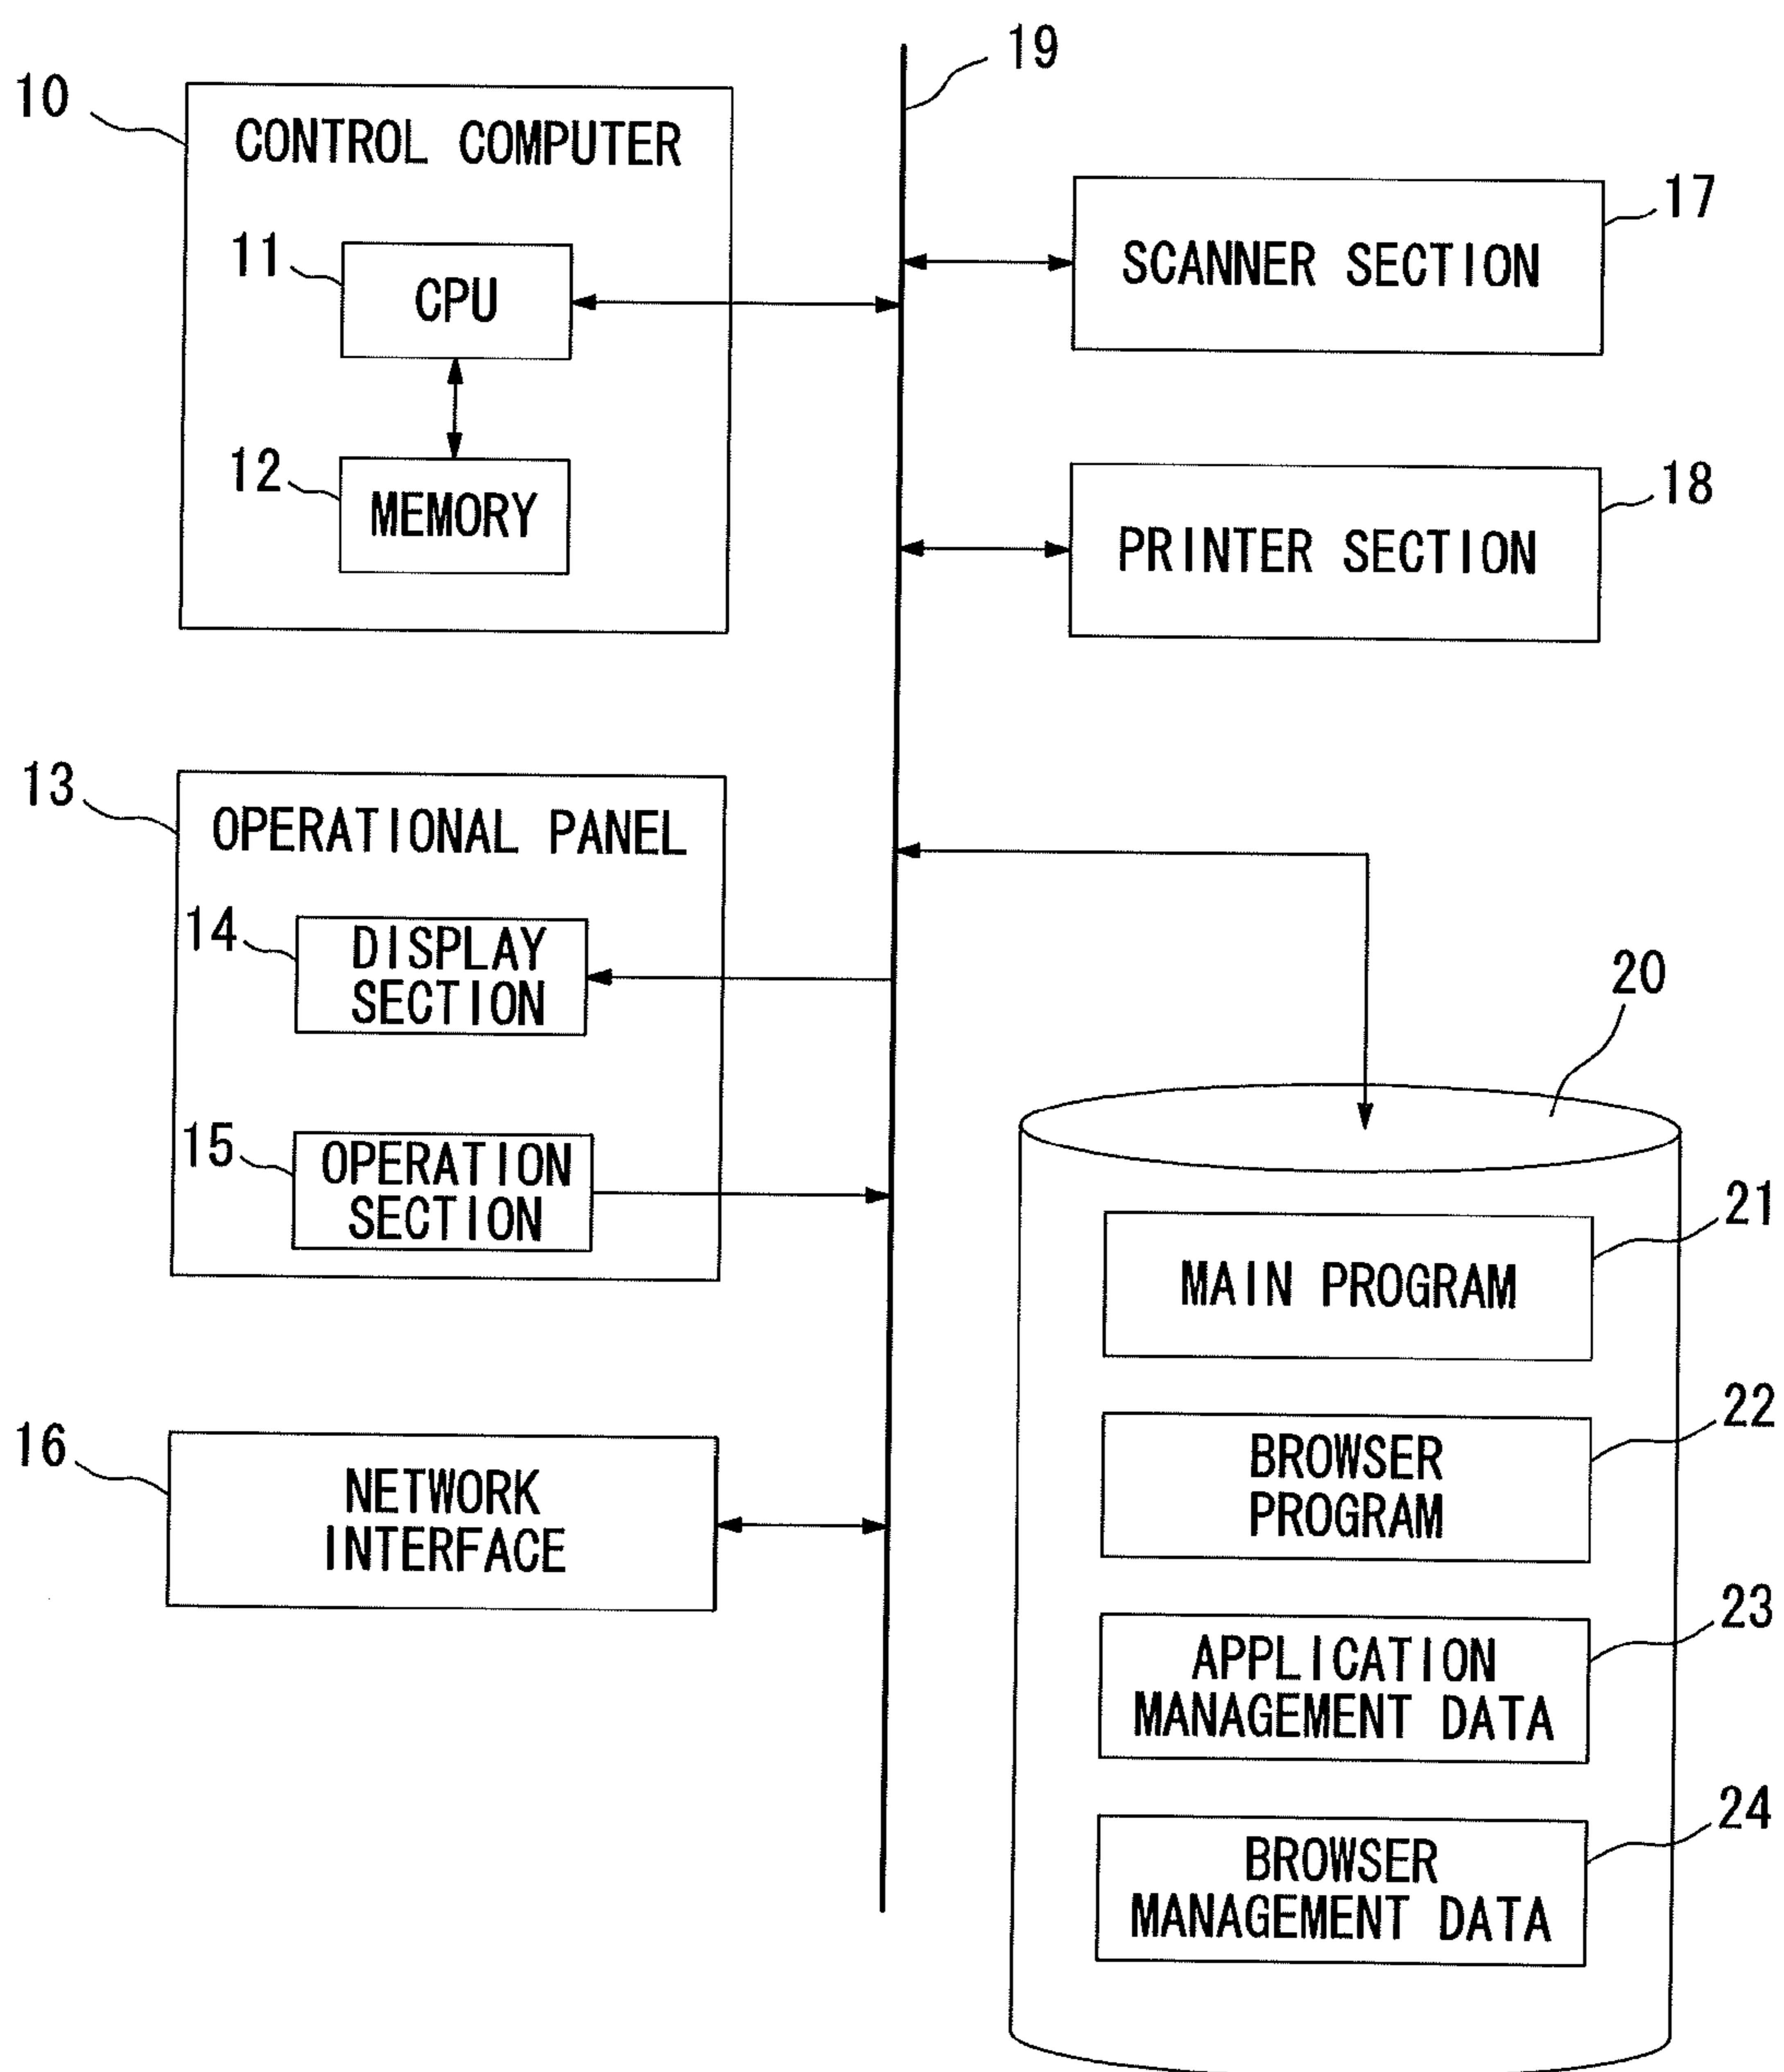 10
CONTROL COMPUTER
11
CPU
12
MEMORY
19
17
SCANNER SECTION
18
PRINTER SECTION
13
OPERATIONAL PANEL
14
DISPLAY
SECTION
15
OPERATION
SECTION
16
NETWORK
INTERFACE
20
21
MAIN PROGRAM
22
BROWSER
PROGRAM
23
APPLICATION
MANAGEMENT DATA
24
BROWSER
MANAGEMENT DATA